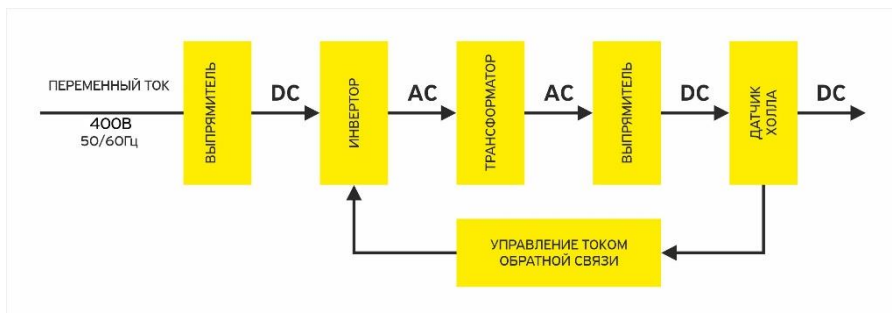 ПЕРЕМЕННЫЙ ТОК
400В
50/60Гц
ВЫПРЯМИТЕЛЬ
DC
ИНВЕРТОР
AC
ТРАНСФОРМАТОР
AC
ВЫПРЯМИТЕЛЬ
DC
ДАТЧИК
ХОЛЛА
DC
УПРАВЛЕНИЕ ТОКОМ
ОБРАТНОЙ СВЯЗИ